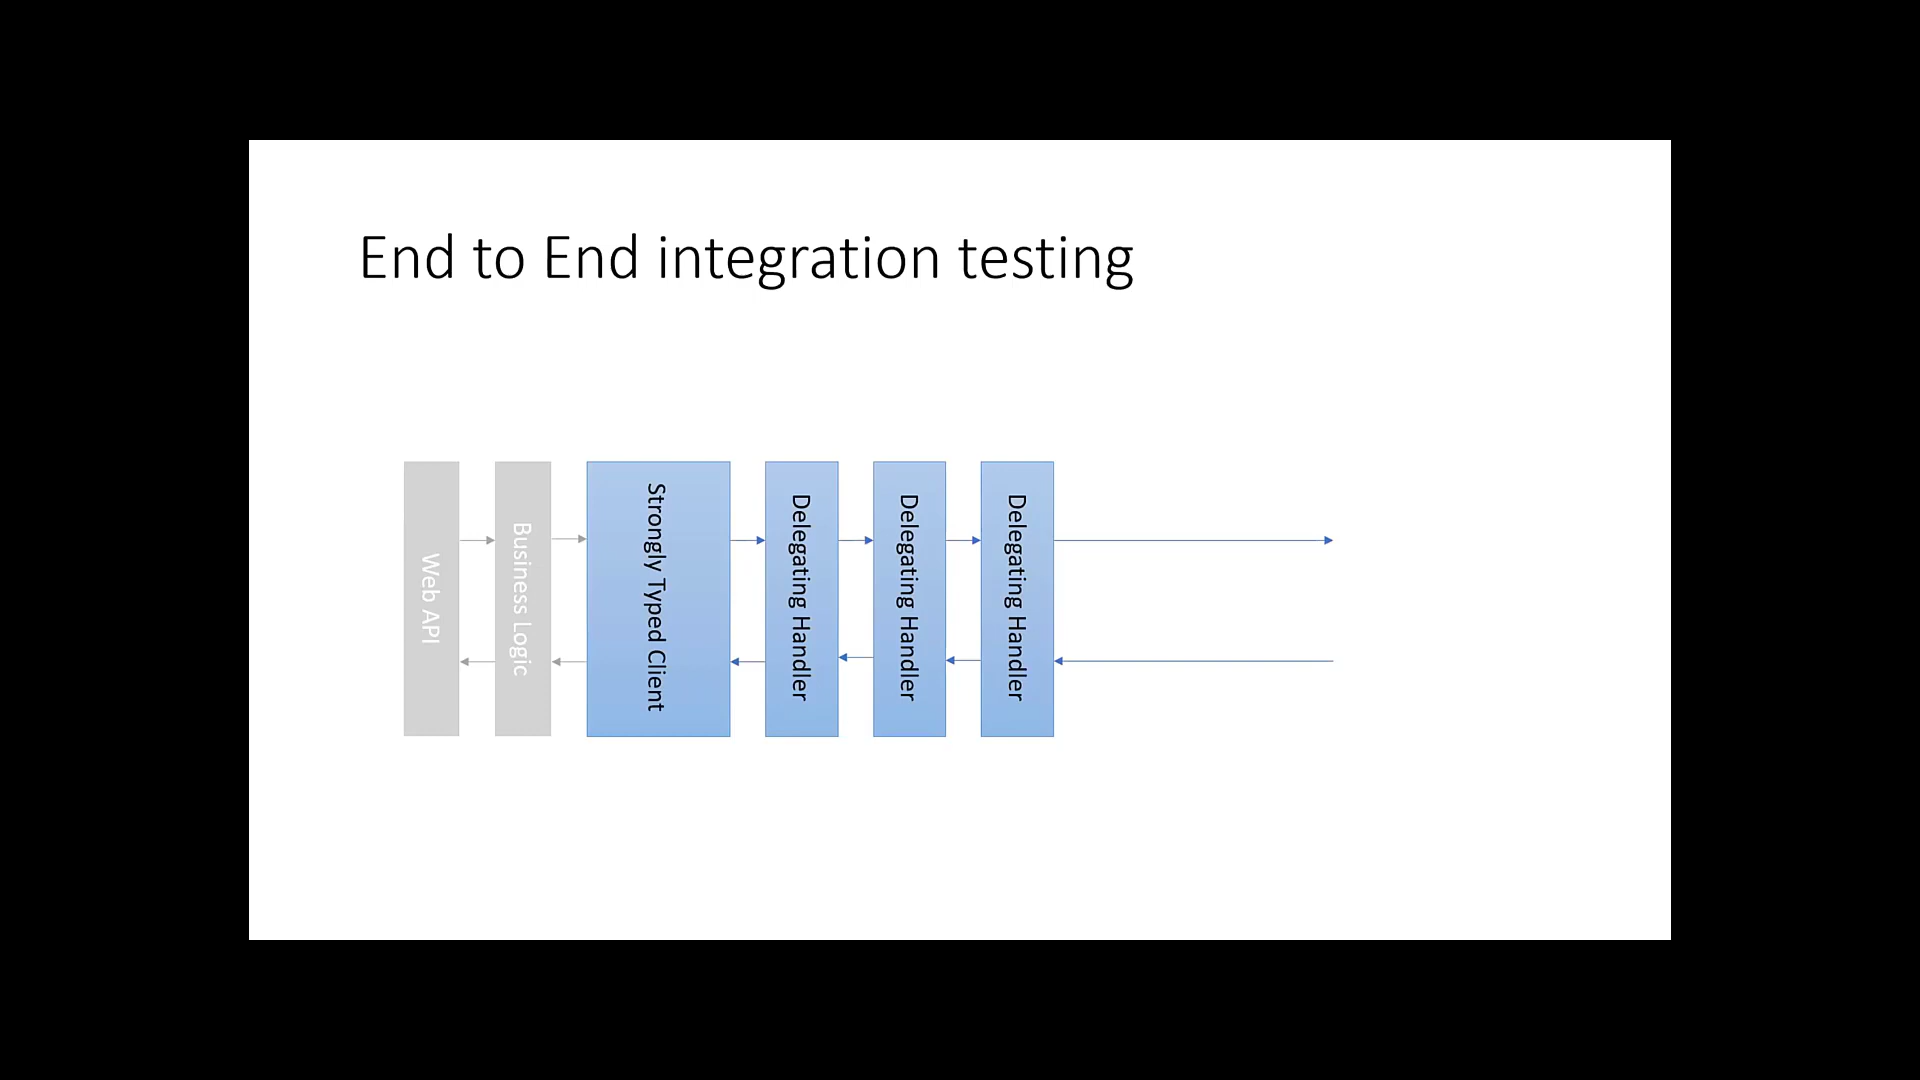 End to End integration testing
Web API
Business Logic
Strongly Typed Client
Delegating Handler
Delegating Handler
Delegating Handler